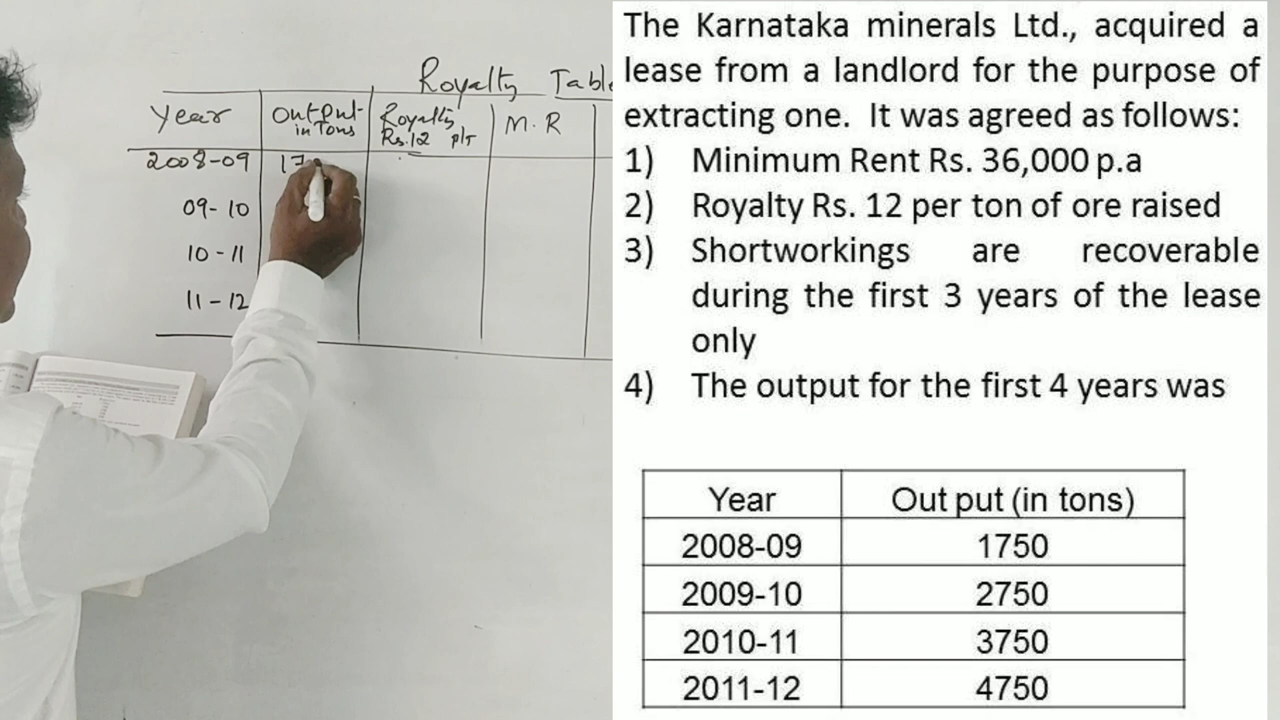 Royalty Table
Year
Output
in Tons
Royalty
Rs.12 p/T
M.R
2008-09
17
09-10
10-11
11-12
The Karnataka minerals Ltd., acquired a
lease from a landlord for the purpose of
extracting one. It was agreed as follows:
1) Minimum Rent Rs. 36,000 p.a
2) Royalty Rs. 12 per ton of ore raised
3) Shortworkings are recoverable
during the first 3 years of the lease
only
4) The output for the first 4 years was
Year Out put (in tons)
2008-09 1750
2009-10 2750
2010-11 3750
2011-12 4750